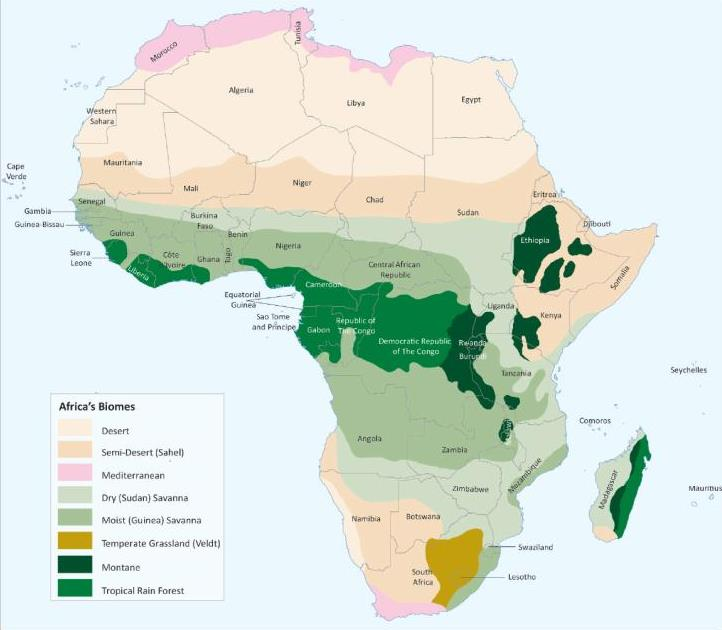 Morocco
Tunisia
Algeria
Libya
Egypt
Western
Sahara
Mauritania
Mali
Niger
Chad
Sudan
Eritrea
Djibouti
Cape
Verde
Senegal
Gambia
Guinea-Bissau
Guinea
Burkina
Faso
Benin
Nigeria
Sierra
Leone
Liberia
Côte
Ivoire
Ghana
Togo
Central African
Republic
Ethiopia
Somalia
Cameroon
Equatorial
Guinea
Sao Tome
and Principe
Gabon
Republic of
The Congo
Democratic Republic
of The Congo
Uganda
Kenya
Rwanda
Burundi
Tanzania
Seychelles
Comoros
Angola
Zambia
Mozambique
Madagascar
Mauritius
Zimbabwe
Namibia
Botswana
Swaziland
South
Africa
Lesotho
Africa's Biomes
Desert
Semi-Desert (Sahel)
Mediterranean
Dry (Sudan) Savanna
Moist (Guinea) Savanna
Temperate Grassland (Veldt)
Montane
Tropical Rain Forest